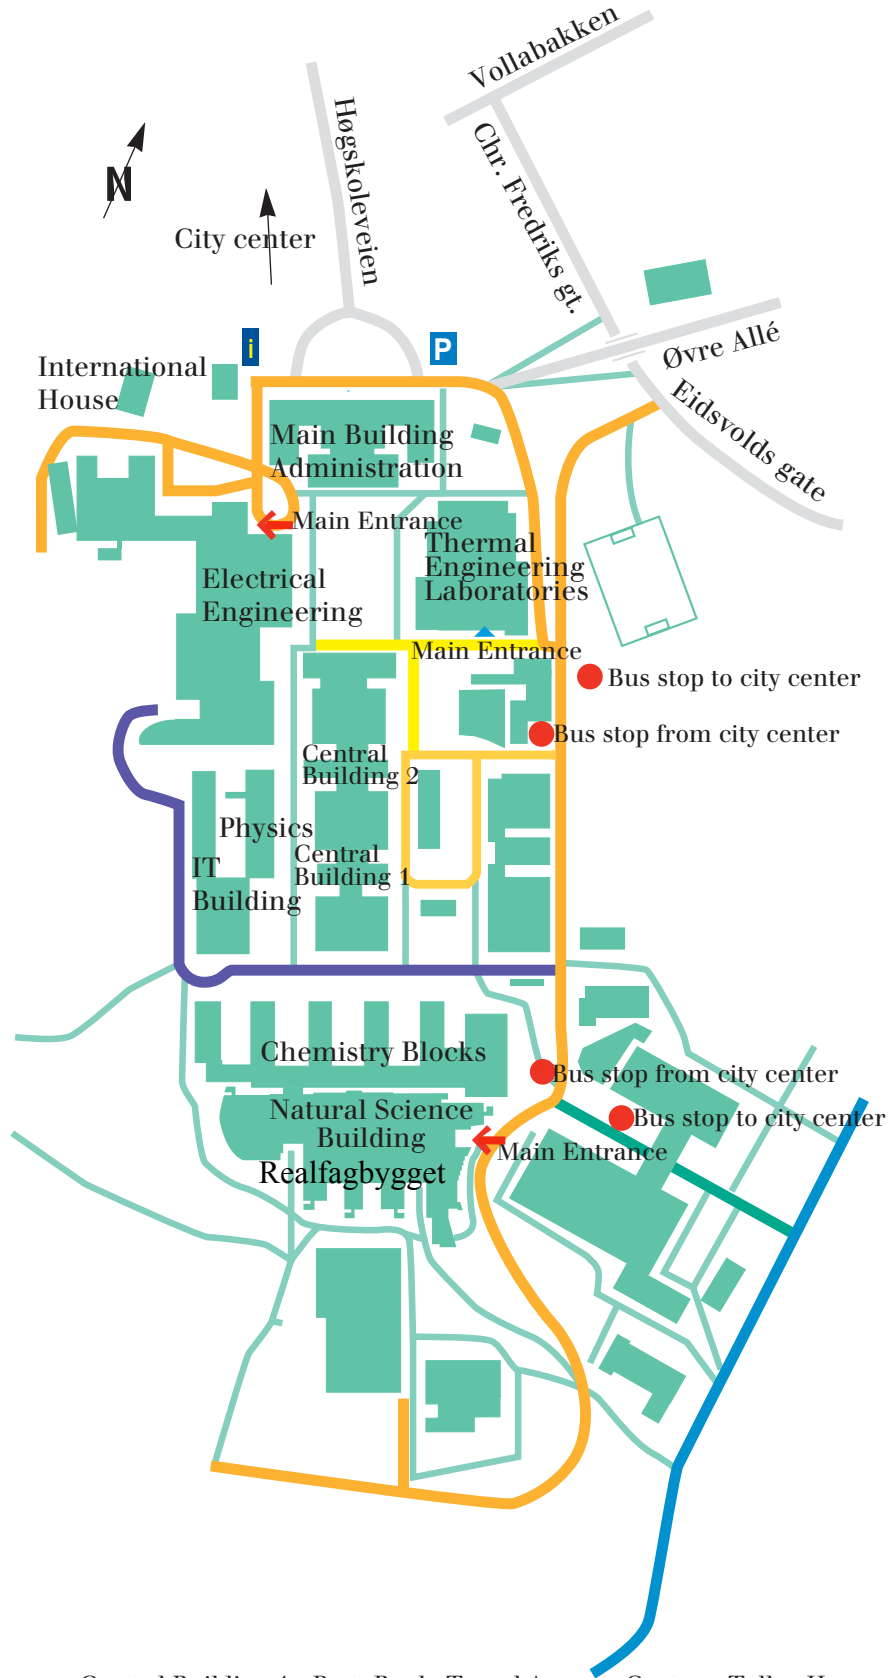 Vollabakken
Høgskoleveien
Chr. Fredriks gt.
N
City center
i
P
Øvre Allé
International
House
Eidsvolds gate
Main Building
Administration
Main Entrance
Thermal
Engineering
Laboratories
Electrical
Engineering
Main Entrance
Bus stop to city center
Bus stop from city center
Central
Building 2
Physics
Central
Building 1
IT
Building
Chemistry Blocks
Bus stop from city center
Natural Science
Building
Bus stop to city center
Main Entrance
Realfagbygget